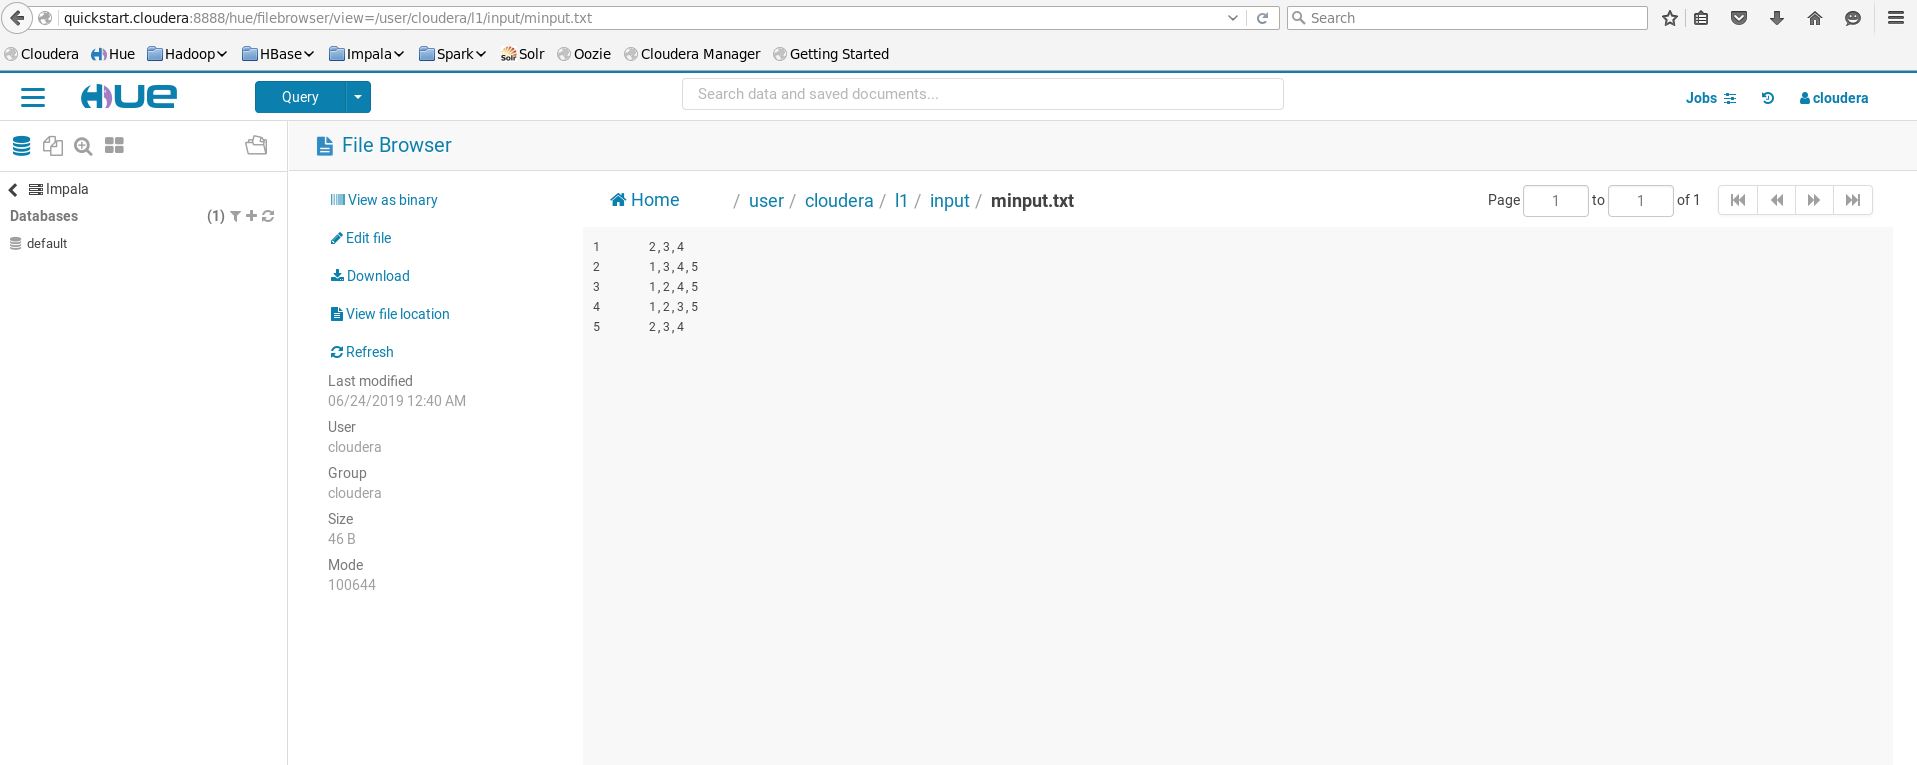 quickstart.cloudera:8888/hue/filebrowser/view=/user/cloudera/l1/input/minput.txt
Search
Cloudera Hue Hadoop HBase Impala Spark Solr Oozie Cloudera Manager Getting Started
HUE Query Search data and saved documents... Jobs cloudera
File Browser
Impala
Databases (1)
default
View as binary
Edit file
Download
View file location
Refresh
Last modified
06/24/2019 12:40 AM
User
cloudera
Group
cloudera
Size
46 B
Mode
100644
Home / user / cloudera / l1 / input / minput.txt
Page 1 to 1 of 1
1 2,3,4
2 1,3,4,5
3 1,2,4,5
4 1,2,3,5
5 2,3,4